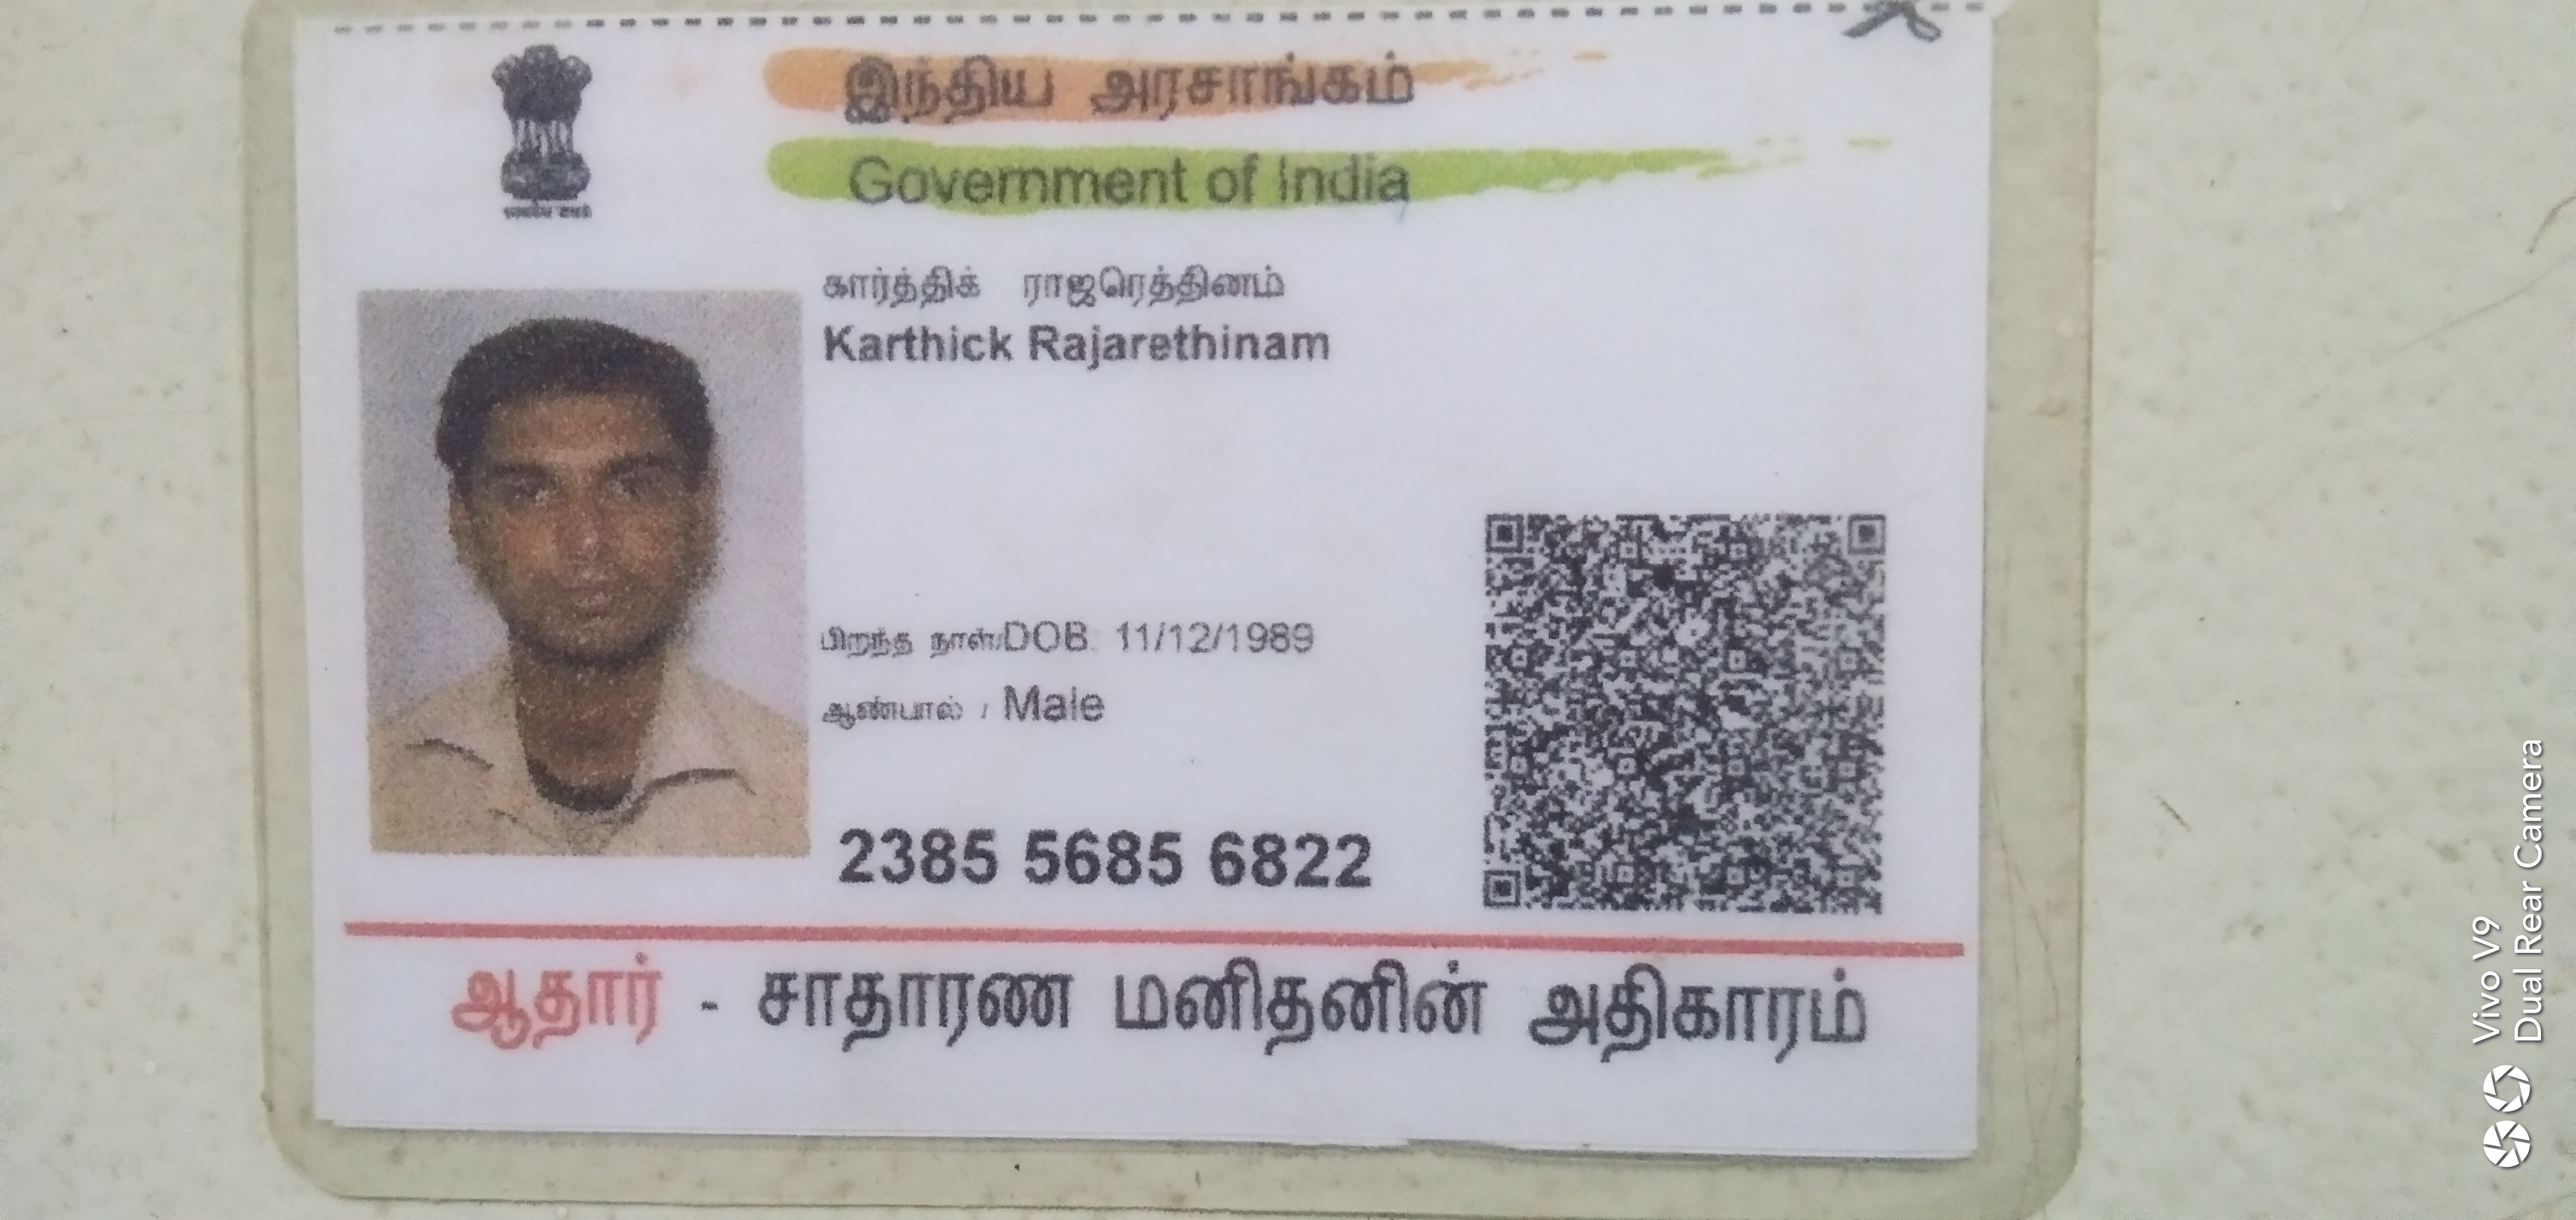 இந்திய அரசாங்கம்
Government of India
கார்த்திக் ராஜரெத்தினம்
Karthick Rajarethinam
பிறந்த நாள்/DOB: 11/12/1989
ஆண்பால் / Male
2385 5685 6822
ஆதார் - சாதாரண மனிதனின் அதிகாரம்
Vivo V9
Dual Rear Camera